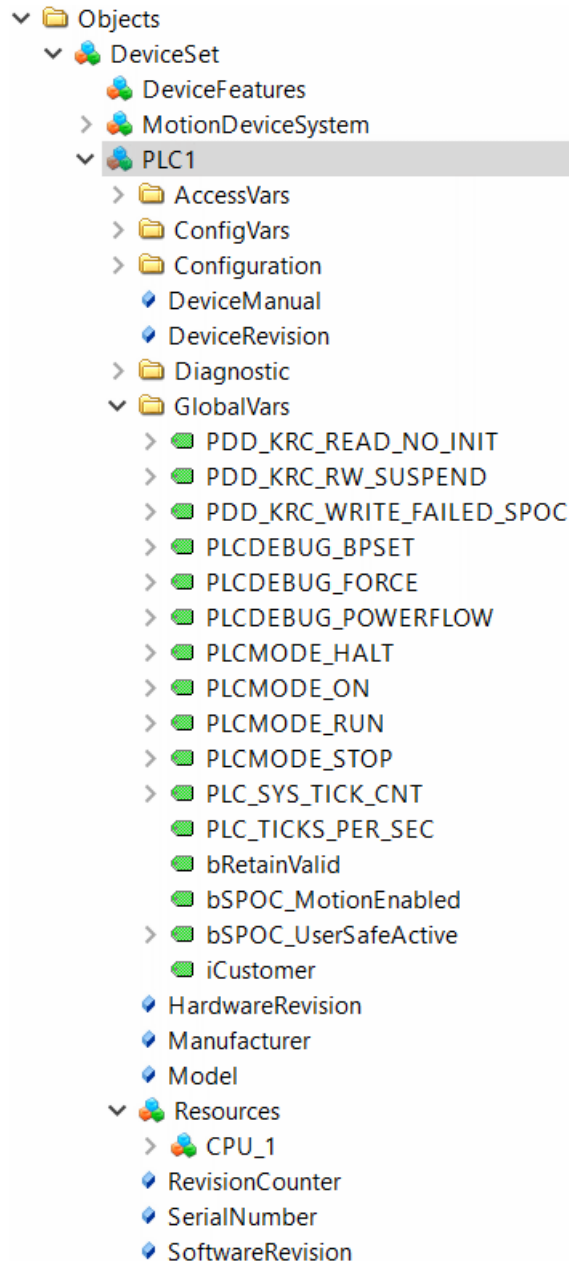 Objects
DeviceSet
DeviceFeatures
MotionDeviceSystem
PLC1
AccessVars
ConfigVars
Configuration
DeviceManual
DeviceRevision
Diagnostic
GlobalVars
PDD_KRC_READ_NO_INIT
PDD_KRC_RW_SUSPEND
PDD_KRC_WRITE_FAILED_SPOC
PLCDEBUG_BPSET
PLCDEBUG_FORCE
PLCDEBUG_POWERFLOW
PLCMODE_HALT
PLCMODE_ON
PLCMODE_RUN
PLCMODE_STOP
PLC_SYS_TICK_CNT
PLC_TICKS_PER_SEC
bRetainValid
bSPOC_MotionEnabled
bSPOC_UserSafeActive
iCustomer
HardwareRevision
Manufacturer
Model
Resources
CPU_1
RevisionCounter
SerialNumber
SoftwareRevision